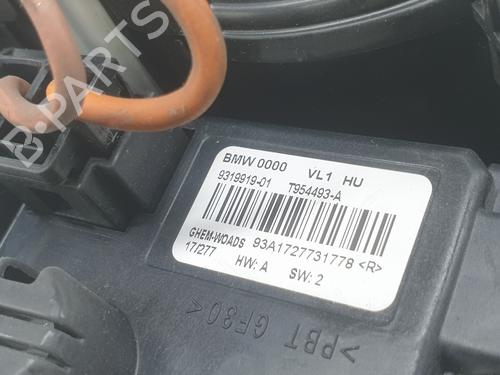 B-PARTS
BMW 0000 VL1 HU
9319919-01 T954493-A
GHEM-WOADS 93A1727731778 <R>
17/277 HW: A SW: 2
>PBT GF30<